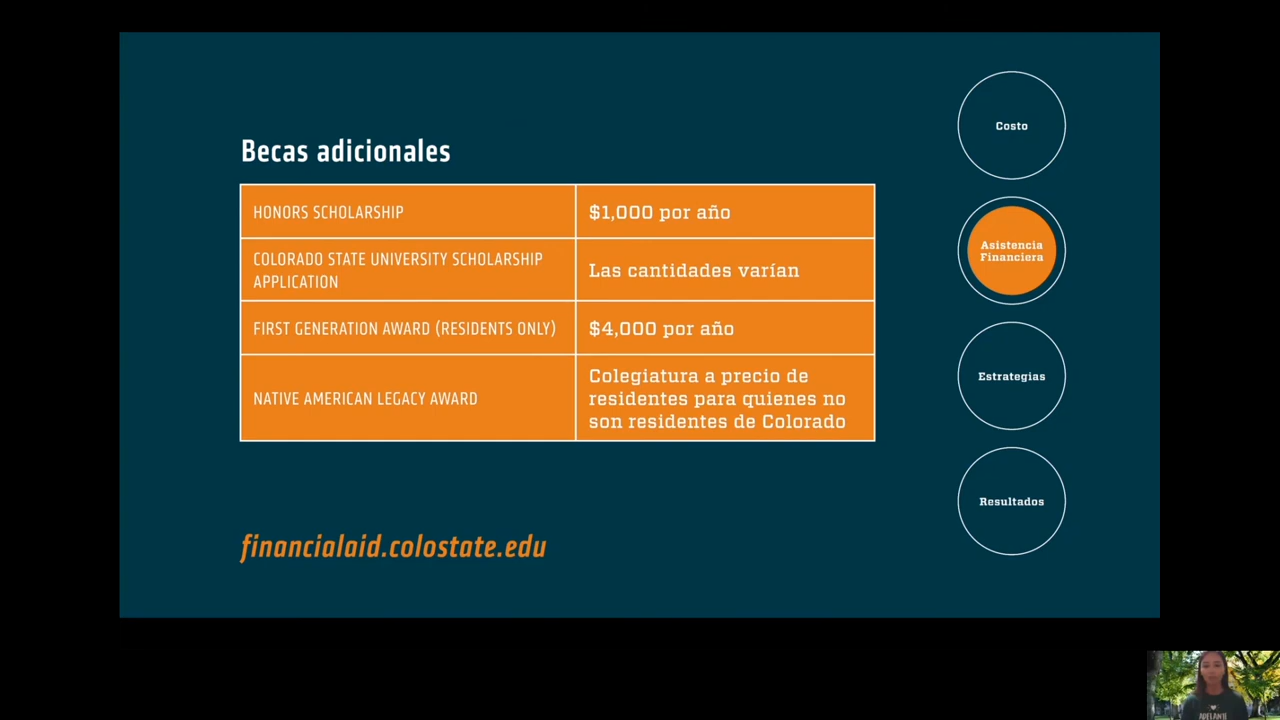 Becas adicionales
HONORS SCHOLARSHIP
$1,000 por año
COLORADO STATE UNIVERSITY SCHOLARSHIP
APPLICATION
Las cantidades varían
FIRST GENERATION AWARD (RESIDENTS ONLY)
$4,000 por año
NATIVE AMERICAN LEGACY AWARD
Colegiatura a precio de
residentes para quienes no
son residentes de Colorado
financialaid.colostate.edu
Costo
Asistencia
Financiera
Estrategias
Resultados
ADELANTE